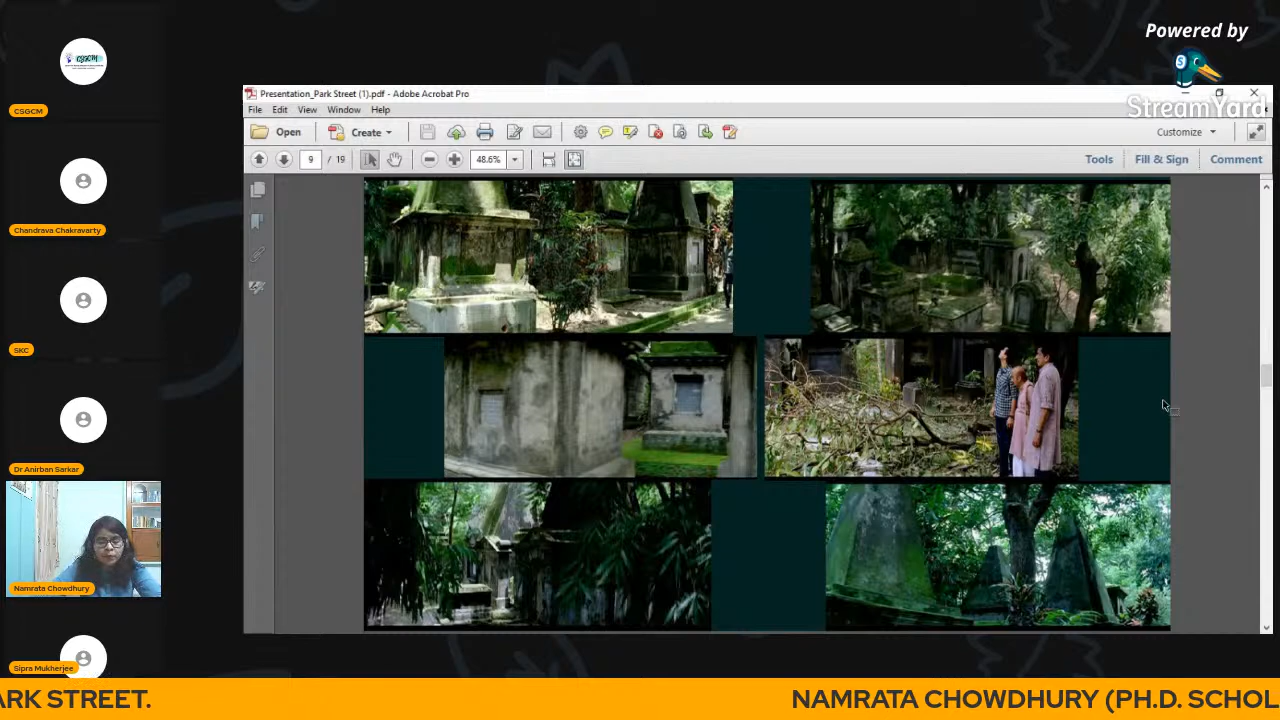 Powered by
StreamYard
CSGCM
CSGCM
Chandrava Chakravarty
SKC
Dr Anirban Sarkar
Namrata Chowdhury
Sipra Mukherjee
Presentation_Park Street (1).pdf - Adobe Acrobat Pro
File Edit View Window Help
Open Create Customize
9 / 19 48.6% Tools Fill & Sign Comment
ARK STREET. NAMRATA CHOWDHURY (PH.D. SCHOL